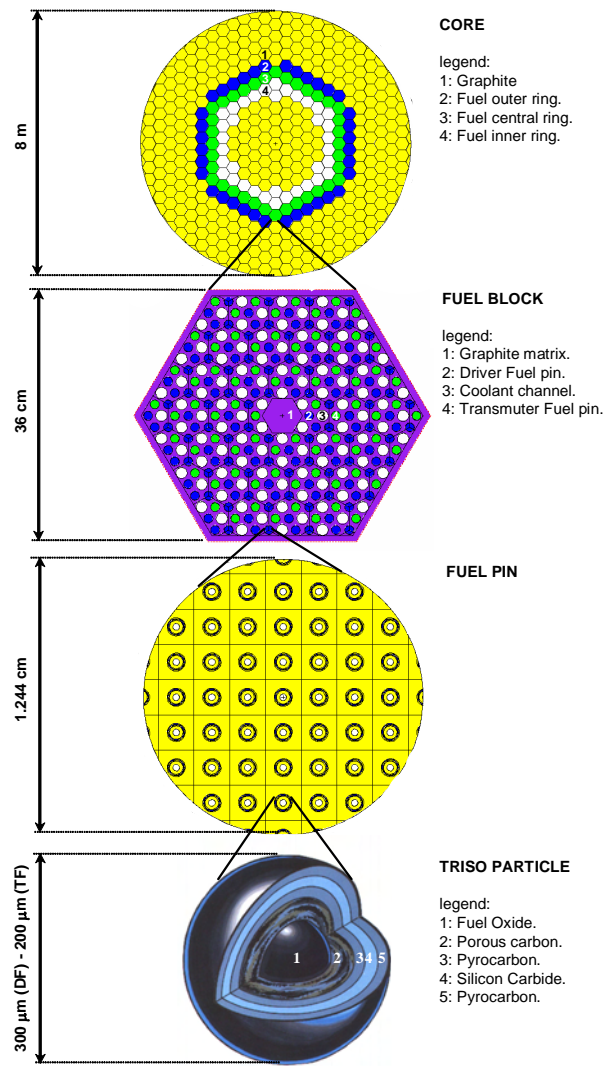 CORE
legend:
1: Graphite
2: Fuel outer ring.
3: Fuel central ring.
4: Fuel inner ring.
1
2
3
4
8 m
FUEL BLOCK
legend:
1: Graphite matrix.
2: Driver Fuel pin.
3: Coolant channel.
4: Transmuter Fuel pin.
1 2 3 4
36 cm
FUEL PIN
1.244 cm
TRISO PARTICLE
legend:
1: Fuel Oxide.
2: Porous carbon.
3: Pyrocarbon.
4: Silicon Carbide.
5: Pyrocarbon.
1 2 3 4 5
300 µm (DF) - 200 µm (TF)